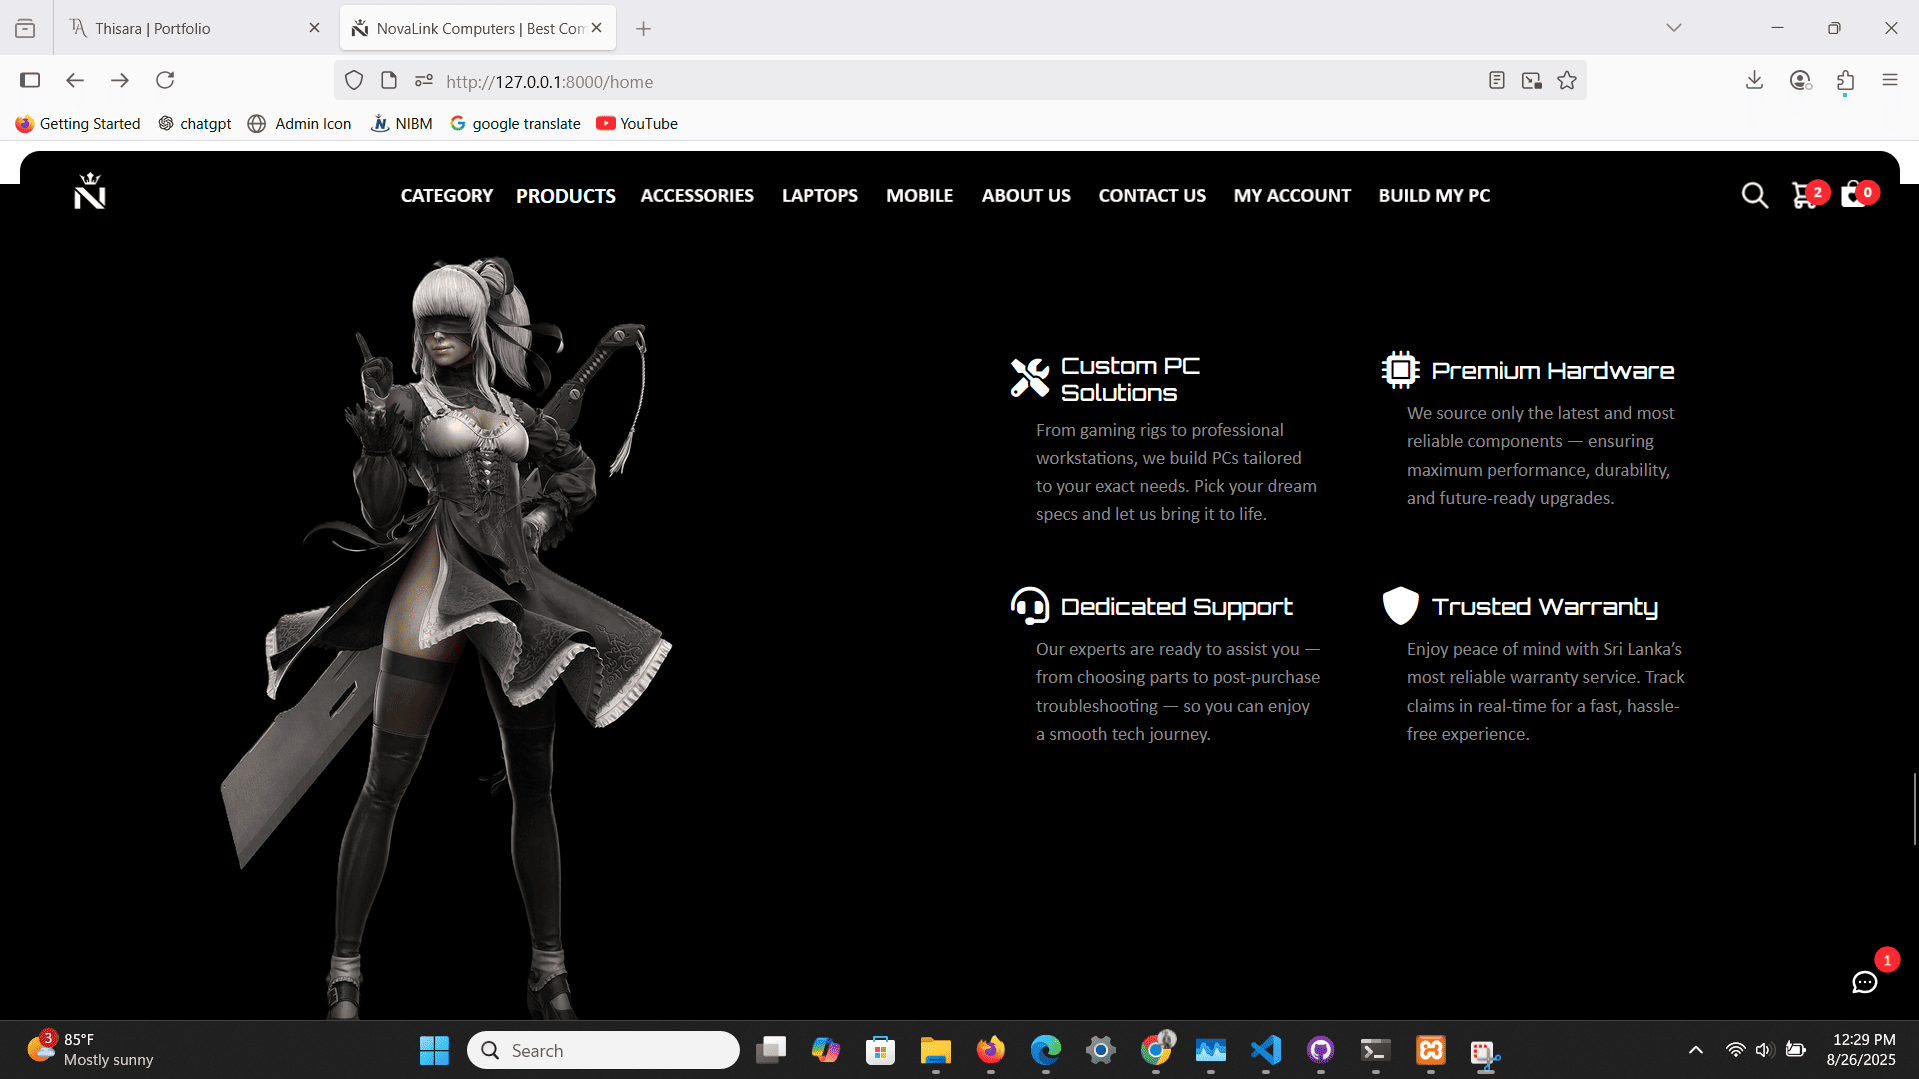 Thisara | Portfolio
NovaLink Computers | Best Com
http://127.0.0.1:8000/home
Getting Started chatgpt Admin Icon NIBM google translate YouTube
N CATEGORY PRODUCTS ACCESSORIES LAPTOPS MOBILE ABOUT US CONTACT US MY ACCOUNT BUILD MY PC 2 0
Custom PC
Solutions
From gaming rigs to professional
workstations, we build PCs tailored
to your exact needs. Pick your dream
specs and let us bring it to life.
Premium Hardware
We source only the latest and most
reliable components — ensuring
maximum performance, durability,
and future-ready upgrades.
Dedicated Support
Our experts are ready to assist you —
from choosing parts to post-purchase
troubleshooting — so you can enjoy
a smooth tech journey.
Trusted Warranty
Enjoy peace of mind with Sri Lanka’s
most reliable warranty service. Track
claims in real-time for a fast, hassle-
free experience.
1
3
85°F
Mostly sunny
Search
12:29 PM
8/26/2025